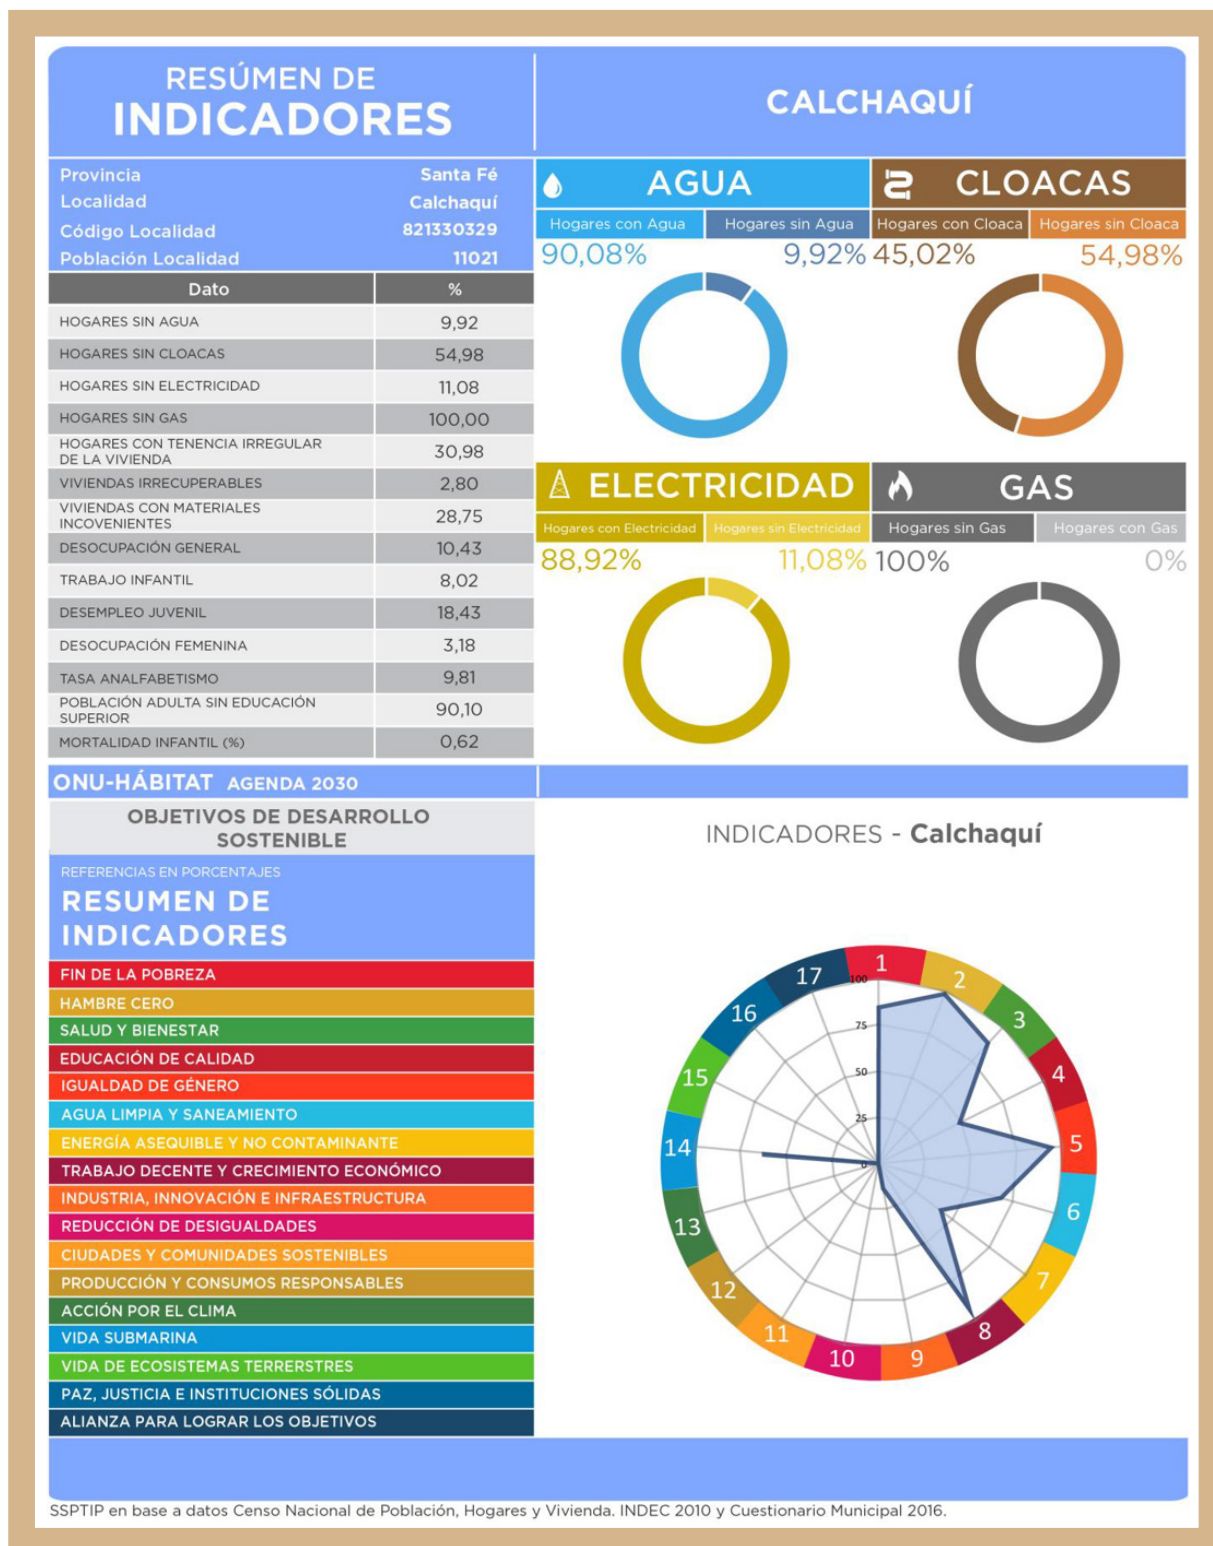 RESÚMEN DE
INDICADORES
CALCHAQUÍ
Provincia Santa Fé
Localidad Calchaquí
Código Localidad 821330329
Población Localidad 11021
Dato %
HOGARES SIN AGUA 9,92
HOGARES SIN CLOACAS 54,98
HOGARES SIN ELECTRICIDAD 11,08
HOGARES SIN GAS 100,00
HOGARES CON TENENCIA IRREGULAR
DE LA VIVIENDA 30,98
VIVIENDAS IRRECUPERABLES 2,80
VIVIENDAS CON MATERIALES
INCOVENIENTES 28,75
DESOCUPACIÓN GENERAL 10,43
TRABAJO INFANTIL 8,02
DESEMPLEO JUVENIL 18,43
DESOCUPACIÓN FEMENINA 3,18
TASA ANALFABETISMO 9,81
POBLACIÓN ADULTA SIN EDUCACIÓN
SUPERIOR 90,10
MORTALIDAD INFANTIL (%) 0,62
AGUA
Hogares con Agua Hogares sin Agua
90,08% 9,92%
CLOACAS
Hogares con Cloaca Hogares sin Cloaca
45,02% 54,98%
ELECTRICIDAD
Hogares con Electricidad Hogares sin Electricidad
88,92% 11,08%
GAS
Hogares sin Gas Hogares con Gas
100% 0%
ONU-HÁBITAT AGENDA 2030
OBJETIVOS DE DESARROLLO
SOSTENIBLE
REFERENCIAS EN PORCENTAJES
RESUMEN DE
INDICADORES
FIN DE LA POBREZA
HAMBRE CERO
SALUD Y BIENESTAR
EDUCACIÓN DE CALIDAD
IGUALDAD DE GÉNERO
AGUA LIMPIA Y SANEAMIENTO
ENERGÍA ASEQUIBLE Y NO CONTAMINANTE
TRABAJO DECENTE Y CRECIMIENTO ECONÓMICO
INDUSTRIA, INNOVACIÓN E INFRAESTRUCTURA
REDUCCIÓN DE DESIGUALDADES
CIUDADES Y COMUNIDADES SOSTENIBLES
PRODUCCIÓN Y CONSUMOS RESPONSABLES
ACCIÓN POR EL CLIMA
VIDA SUBMARINA
VIDA DE ECOSISTEMAS TERRERSTRES
PAZ, JUSTICIA E INSTITUCIONES SÓLIDAS
ALIANZA PARA LOGRAR LOS OBJETIVOS
INDICADORES - Calchaquí
1
2
3
4
5
6
7
8
9
10
11
12
13
14
15
16
17
100
75
50
25
0
SSPTIP en base a datos Censo Nacional de Población, Hogares y Vivienda. INDEC 2010 y Cuestionario Municipal 2016.